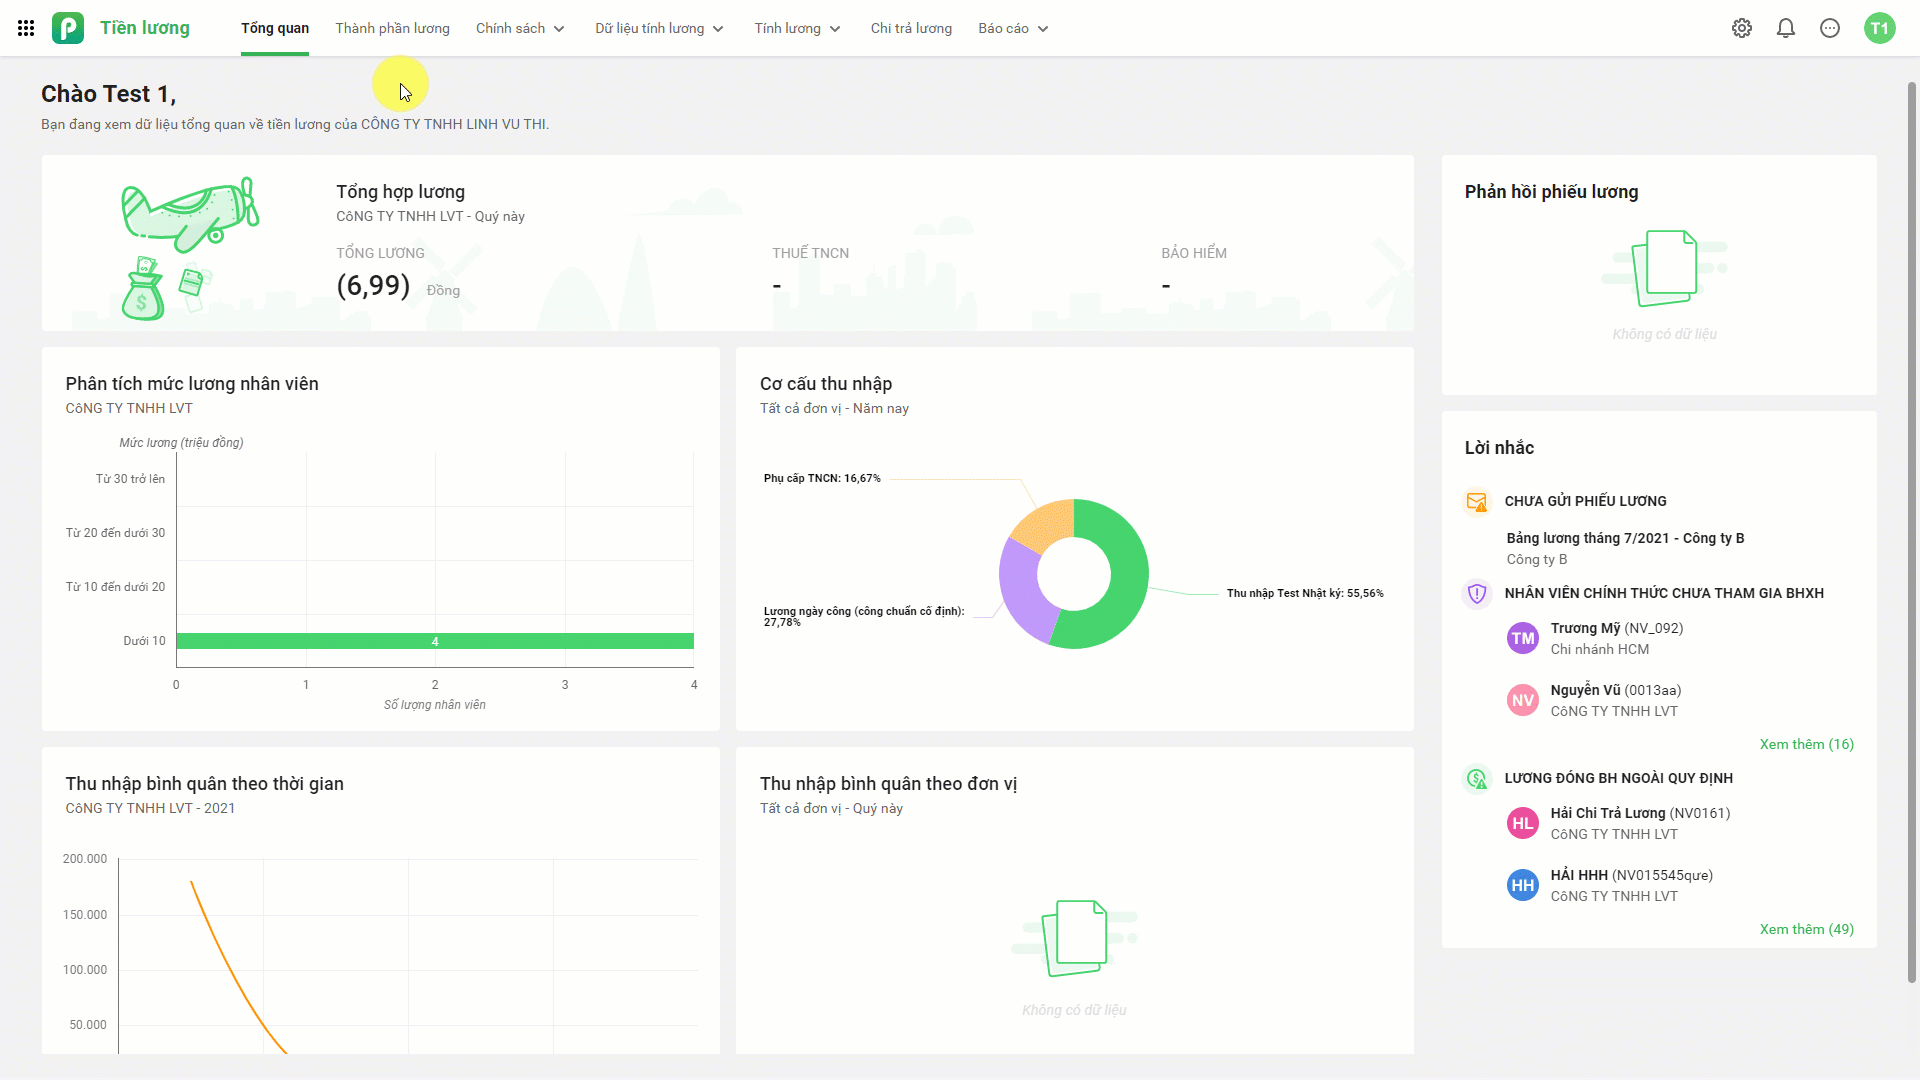 Tiền lương
Tổng quan
Thành phần lương
Chính sách
Dữ liệu tính lương
Tính lương
Chi trả lương
Báo cáo
T1
Chào Test 1,
Bạn đang xem dữ liệu tổng quan về tiền lương của CÔNG TY TNHH LINH VU THI.
Tổng hợp lương
CôNG TY TNHH LVT - Quý này
TỔNG LƯƠNG
(6,99) Đồng
THUẾ TNCN
-
BẢO HIỂM
-
Phân tích mức lương nhân viên
CôNG TY TNHH LVT
Mức lương (triệu đồng)
Từ 30 trở lên
Từ 20 đến dưới 30
Từ 10 đến dưới 20
Dưới 10
4
0 1 2 3 4
Số lượng nhân viên
Cơ cấu thu nhập
Tất cả đơn vị - Năm nay
Phụ cấp TNCN: 16,67%
Lương ngày công (công chuẩn cố định):
27,78%
Thu nhập Test Nhật ký: 55,56%
Thu nhập bình quân theo thời gian
CôNG TY TNHH LVT - 2021
200.000
150.000
100.000
50.000
Thu nhập bình quân theo đơn vị
Tất cả đơn vị - Quý này
Không có dữ liệu
Phản hồi phiếu lương
Không có dữ liệu
Lời nhắc
CHƯA GỬI PHIẾU LƯƠNG
Bảng lương tháng 7/2021 - Công ty B
Công ty B
NHÂN VIÊN CHÍNH THỨC CHƯA THAM GIA BHXH
TM
Trương Mỹ (NV_092)
Chi nhánh HCM
NV
Nguyễn Vũ (0013aa)
CôNG TY TNHH LVT
Xem thêm (16)
LƯƠNG ĐÓNG BH NGOÀI QUY ĐỊNH
HL
Hải Chi Trả Lương (NV0161)
CôNG TY TNHH LVT
HH
HẢI HHH (NV015545qưe)
CôNG TY TNHH LVT
Xem thêm (49)